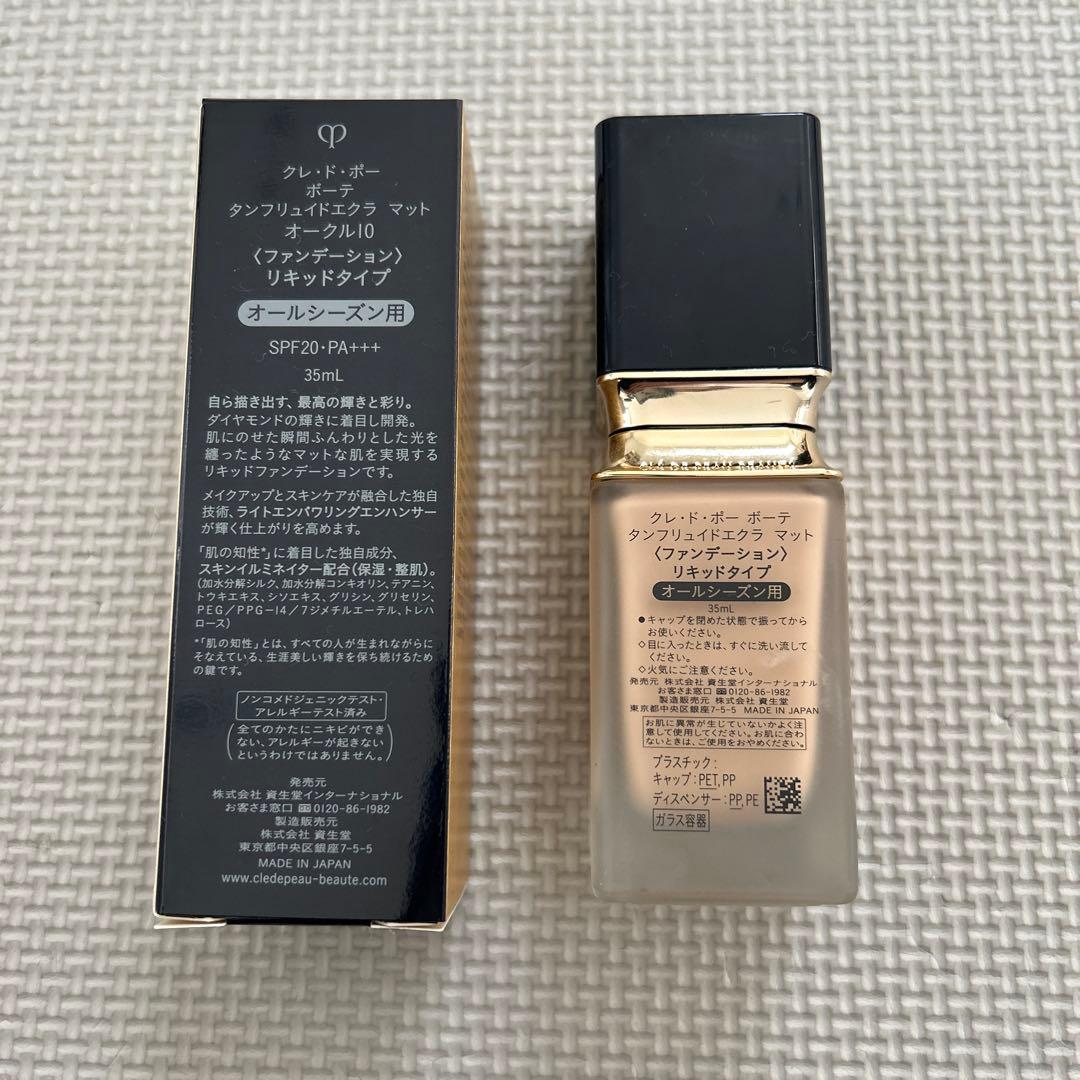 クレ・ド・ポー
ボーテ
タンフリュイドエクラ マット
オークル10
〈ファンデーション〉
リキッドタイプ
オールシーズン用
SPF20・PA+++
35mL
自ら描き出す、最高の輝きと彩り。
ダイヤモンドの輝きに着目し開発。
肌にのせた瞬間ふんわりとした光を
纏ったようなマットな肌を実現する
リキッドファンデーションです。
メイクアップとスキンケアが融合した独自
技術、ライトエンパワリングエンハンサー
が輝く仕上がりを高めます。
「肌の知性*」に着目した独自成分、
スキンイルミネイター配合（保湿・整肌）。
（加水分解シルク、加水分解コンキオリン、テアニン、
トウキエキス、シソエキス、グリシン、グリセリン、
PEG／PPG-14／7ジメチルエーテル、トレハ
ロース）
*「肌の知性」とは、すべての人が生まれながらに
そなえている、生涯美しい輝きを保ち続けるため
の鍵です。
ノンコメドジェニックテスト・
アレルギーテスト済み
（全てのかたにニキビができ
ない、アレルギーが起きない
というわけではありません。）
発売元
株式会社 資生堂インターナショナル
お客さま窓口 0120-86-1982
製造販売元
株式会社 資生堂
東京都中央区銀座7-5-5
MADE IN JAPAN
www.cledepeau-beaute.com
クレ・ド・ポー ボーテ
タンフリュイドエクラ マット
〈ファンデーション〉
リキッドタイプ
オールシーズン用
35mL
●キャップを閉めた状態で振ってから
お使いください。
◇目に入ったときは、すぐに洗い流して
ください。
◇火気にご注意ください。
発売元 株式会社 資生堂インターナショナル
お客さま窓口 0120-86-1982
製造販売元 株式会社 資生堂
東京都中央区銀座7-5-5 MADE IN JAPAN
お肌に異常が生じていないかよく注
意して使用してください。お肌に合わ
ないときは、ご使用をおやめください。
プラスチック：
キャップ：PET,PP
ディスペンサー：PP,PE
ガラス容器